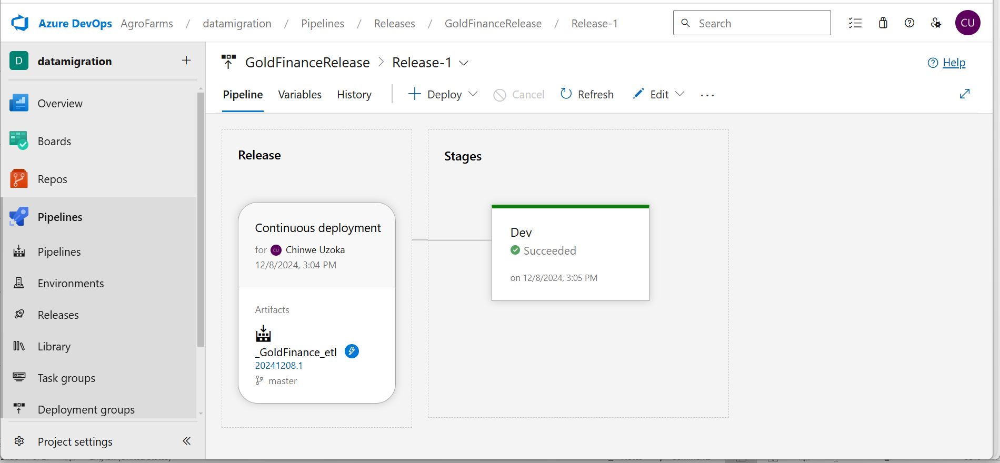 Azure DevOps AgroFarms / datamigration / Pipelines / Releases / GoldFinanceRelease / Release-1
Search
CU
D datamigration
Overview
Boards
Repos
Pipelines
Pipelines
Environments
Releases
Library
Task groups
Deployment groups
Project settings
GoldFinanceRelease > Release-1
Help
Pipeline Variables History Deploy Cancel Refresh Edit ...
Release
Continuous deployment
for CU Chinwe Uzoka
12/8/2024, 3:04 PM
Artifacts
_GoldFinance_etl
20241208.1
master
Stages
Dev
Succeeded
on 12/8/2024, 3:05 PM